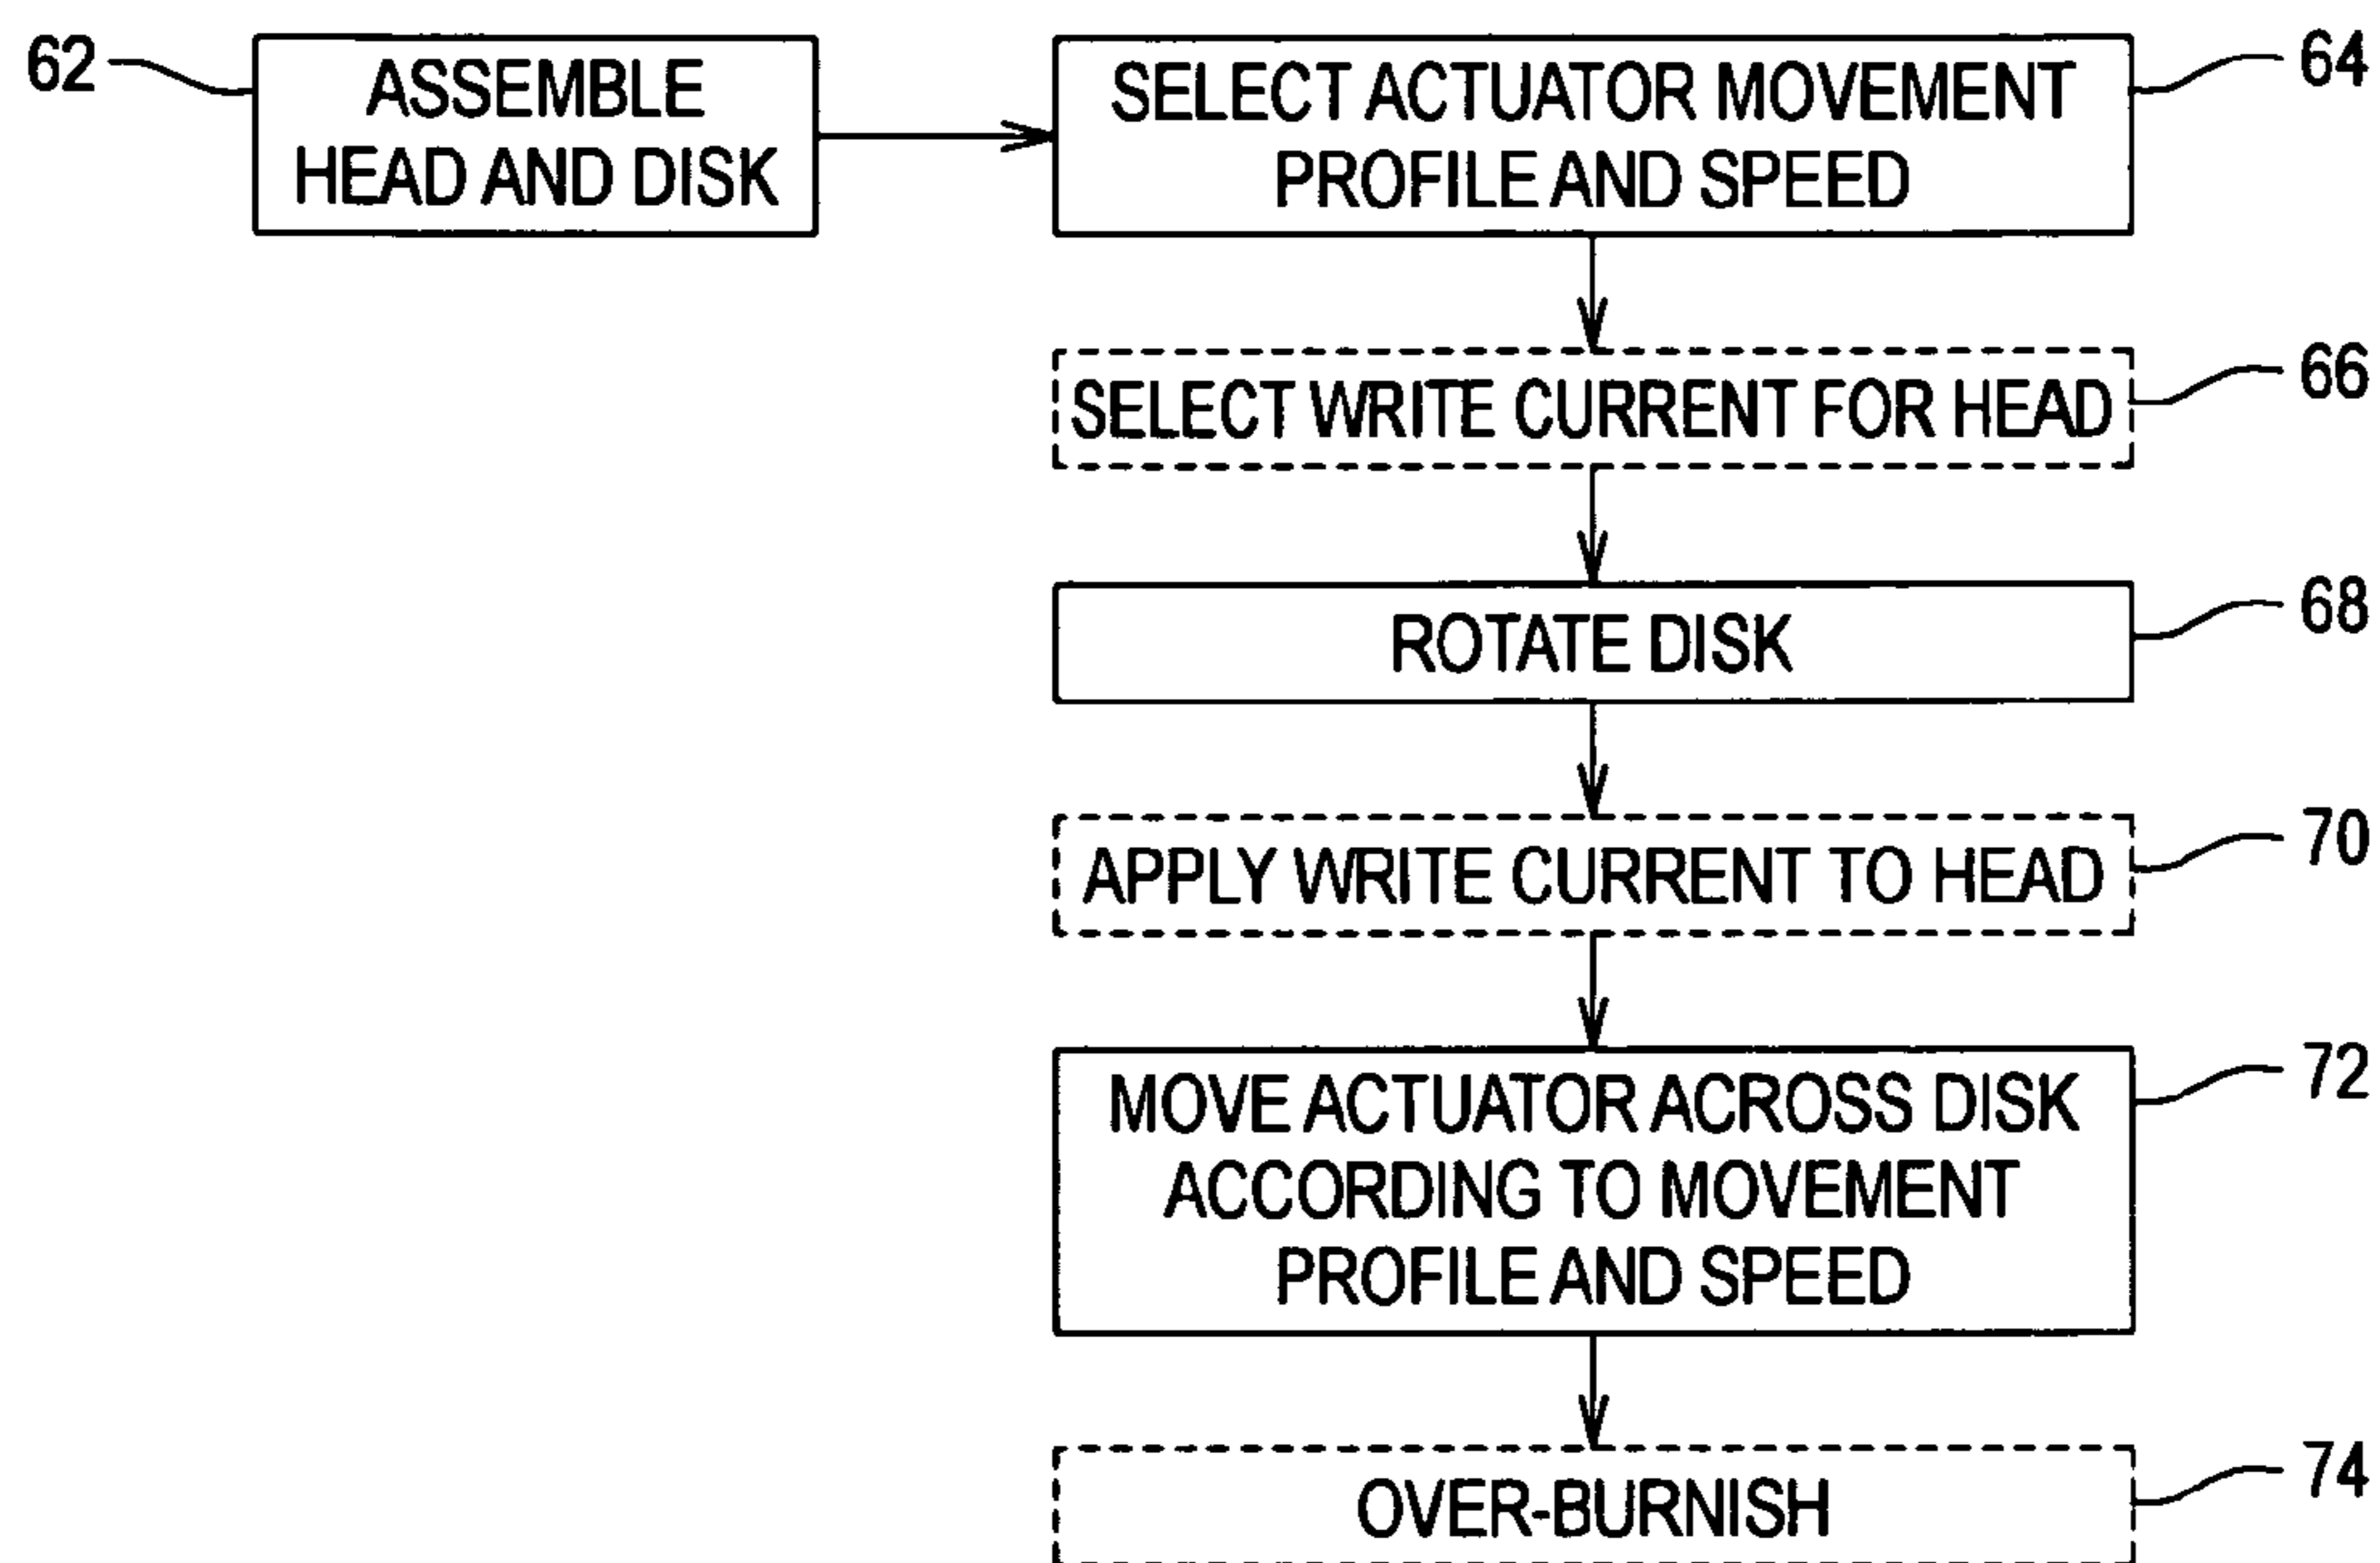 62
ASSEMBLE
HEAD AND DISK
SELECT ACTUATOR MOVEMENT
PROFILE AND SPEED
64
SELECT WRITE CURRENT FOR HEAD
66
ROTATE DISK
68
APPLY WRITE CURRENT TO HEAD
70
MOVE ACTUATOR ACROSS DISK
ACCORDING TO MOVEMENT
PROFILE AND SPEED
72
OVER-BURNISH
74